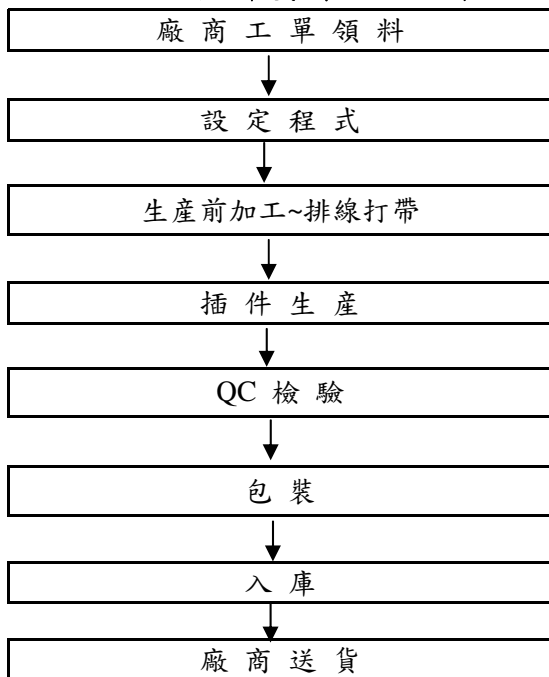 廠商工單領料
設定程式
生產前加工~排線打帶
插件生產
QC 檢驗
包裝
入庫
廠商送貨